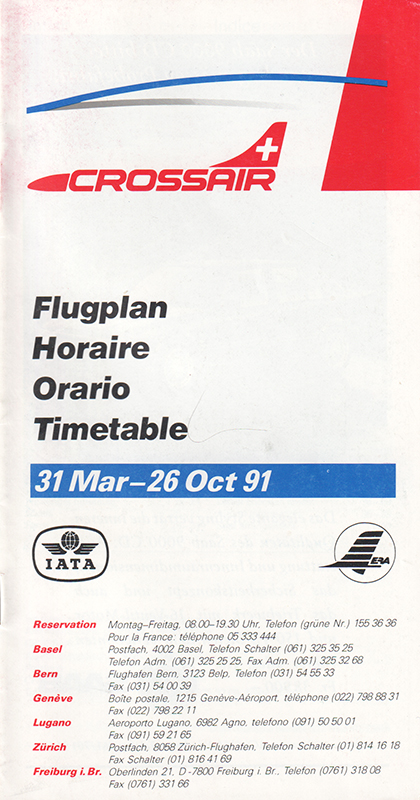 CROSSAIR
Flugplan
Horaire
Orario
Timetable
31 Mar–26 Oct 91
IATA
ERA
Reservation Montag–Freitag, 08.00–19.30 Uhr, Telefon (grüne Nr.) 155 36 36
Pour la France: téléphone 05 333 444
Basel Postfach, 4002 Basel, Telefon Schalter (061) 325 35 25
Telefon Adm. (061) 325 25 25, Fax Adm. (061) 325 32 68
Bern Flughafen Bern, 3123 Belp, Telefon (031) 54 55 33
Fax (031) 54 00 39
Genève Boîte postale, 1215 Genève-Aéroport, téléphone (022) 798 88 31
Fax (022) 798 22 11
Lugano Aeroporto Lugano, 6982 Agno, telefono (091) 50 50 01
Fax (091) 59 21 65
Zürich Postfach, 8058 Zürich-Flughafen, Telefon Schalter (01) 814 16 18
Fax Schalter (01) 816 41 69
Freiburg i. Br. Oberlinden 21, D-7800 Freiburg i. Br., Telefon (0761) 318 08
Fax (0761) 331 66